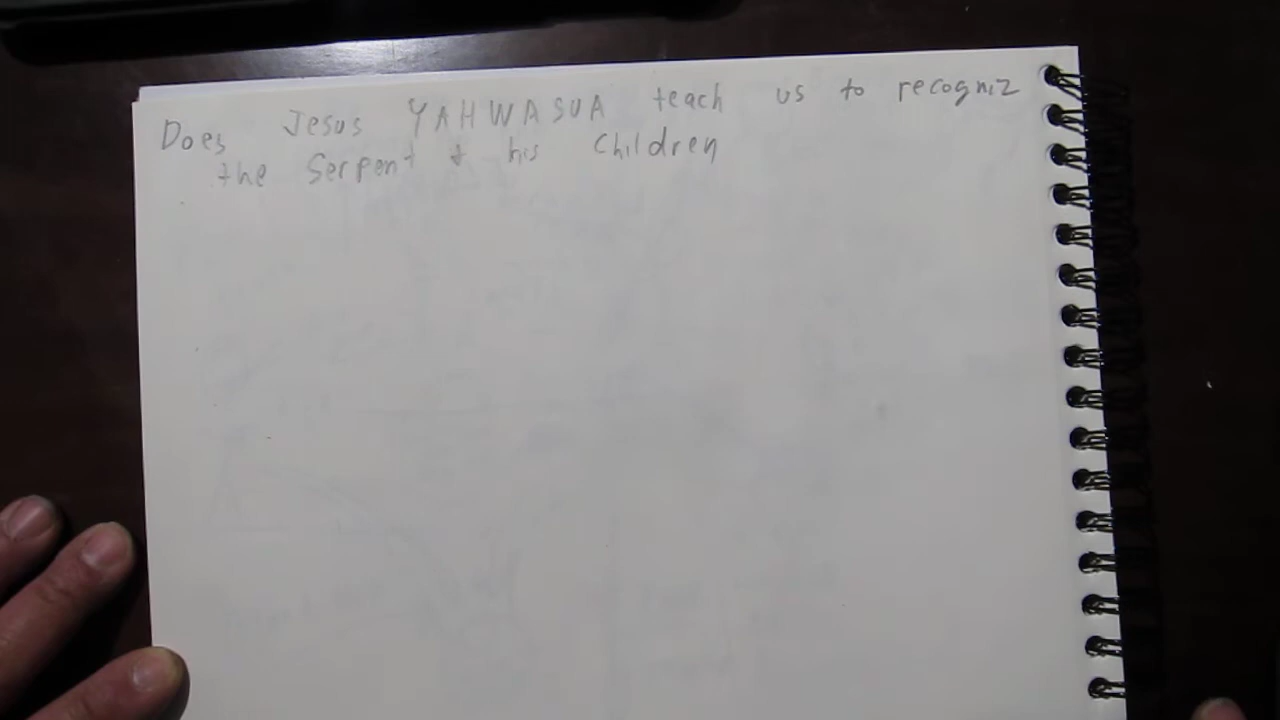 Does Jesus YAHWASUA teach us to recogniz
the Serpent & his Children